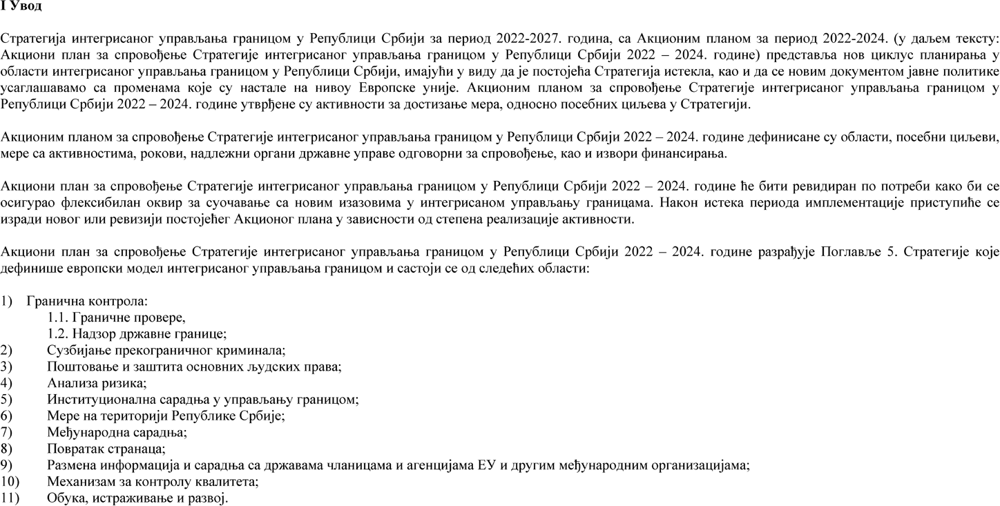 I Увод
Стратегија интегрисаног управљања границом у Републици Србији за период 2022-2027. година, са Акционим планом за период 2022-2024. (у даљем тексту:
Акциони план за спровођење Стратегије интегрисаног управљања границом у Републици Србији 2022 – 2024. године) представља нов циклус планирања у
области интегрисаног управљања границом у Републици Србији, имајући у виду да је постојећа Стратегија истекла, као и да се новим документом јавне политике
усаглашавамо са променама које су настале на нивоу Европске уније. Акционим планом за спровођење Стратегије интегрисаног управљања границом у
Републици Србији 2022 – 2024. године утврђене су активности за достизање мера, односно посебних циљева у Стратегији.
Акционим планом за спровођење Стратегије интегрисаног управљања границом у Републици Србији 2022 – 2024. године дефинисане су области, посебни циљеви,
мере са активностима, рокови, надлежни органи државне управе одговорни за спровођење, као и извори финансирања.
Акциони план за спровођење Стратегије интегрисаног управљања границом у Републици Србији 2022 – 2024. године ће бити ревидиран по потреби како би се
осигурао флексибилан оквир за суочавање са новим изазовима у интегрисаном управљању границама. Након истека периода имплементације приступиће се
изради новог или ревизији постојећег Акционог плана у зависности од степена реализације активности.
Акциони план за спровођење Стратегије интегрисаног управљања границом у Републици Србији 2022 – 2024. године разрађује Поглавље 5. Стратегије које
дефинише европски модел интегрисаног управљања границом и састоји се од следећих области:
1) Гранична контрола:
1.1. Граничне провере,
1.2. Надзор државне границе;
2) Сузбијање прекограничног криминала;
3) Поштовање и заштита основних људских права;
4) Анализа ризика;
5) Институционална сарадња у управљању границом;
6) Мере на територији Републике Србије;
7) Међународна сарадња;
8) Повратак странаца;
9) Размена информација и сарадња са државама чланицама и агенцијама ЕУ и другим међународним организацијама;
10) Механизам за контролу квалитета;
11) Обука, истраживање и развој.